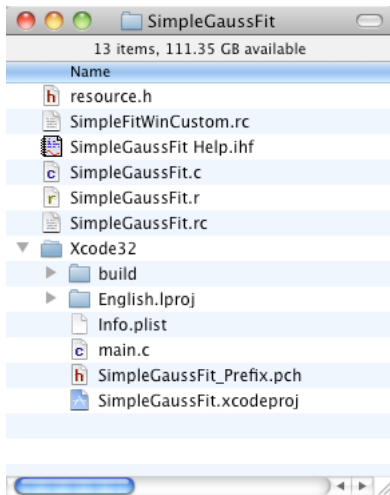 SimpleGaussFit
13 items, 111.35 GB available
Name
h resource.h
SimpleFitWinCustom.rc
SimpleGaussFit Help.ihf
c SimpleGaussFit.c
r SimpleGaussFit.r
SimpleGaussFit.rc
Xcode32
build
English.lproj
Info.plist
c main.c
h SimpleGaussFit_Prefix.pch
SimpleGaussFit.xcodeproj